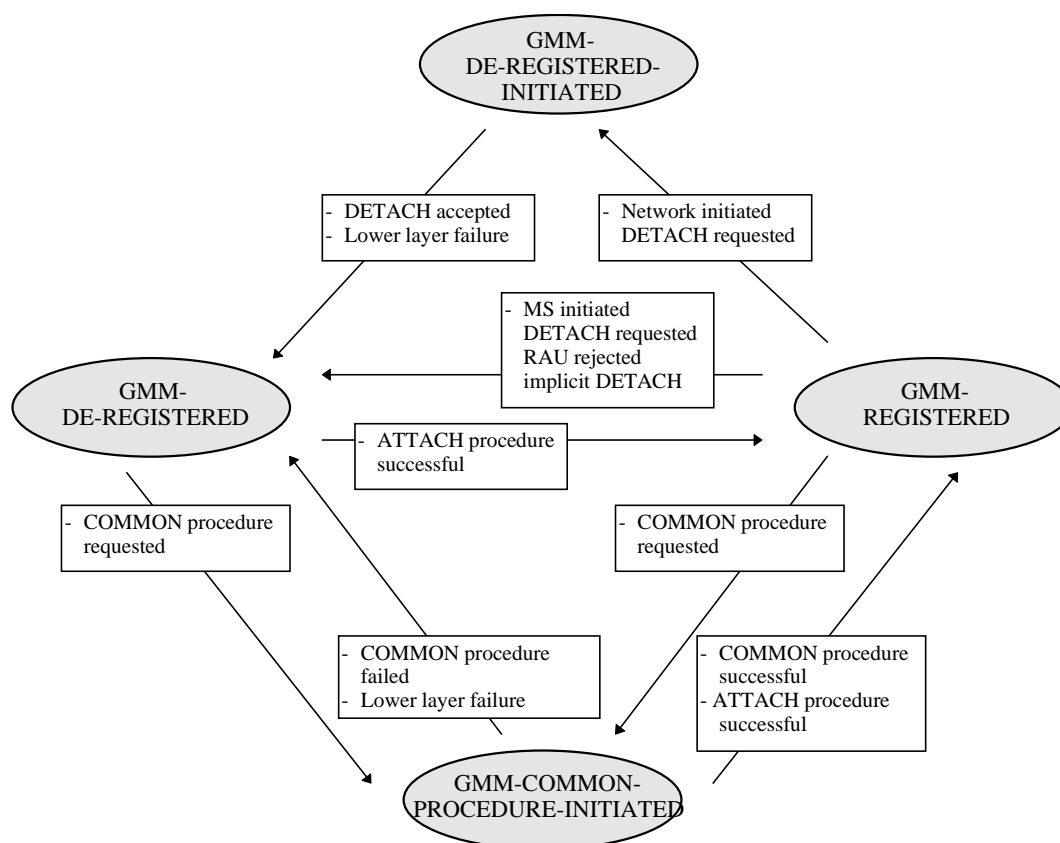 GMM-
DE-REGISTERED-
INITIATED
- DETACH accepted
- Lower layer failure
- Network initiated
DETACH requested
- MS initiated
DETACH requested
RAU rejected
implicit DETACH
GMM-
DE-REGISTERED
GMM-
REGISTERED
- ATTACH procedure
successful
- COMMON procedure
requested
- COMMON procedure
requested
- COMMON procedure
failed
- Lower layer failure
- COMMON procedure
successful
- ATTACH procedure
successful
GMM-COMMON-
PROCEDURE-INITIATED